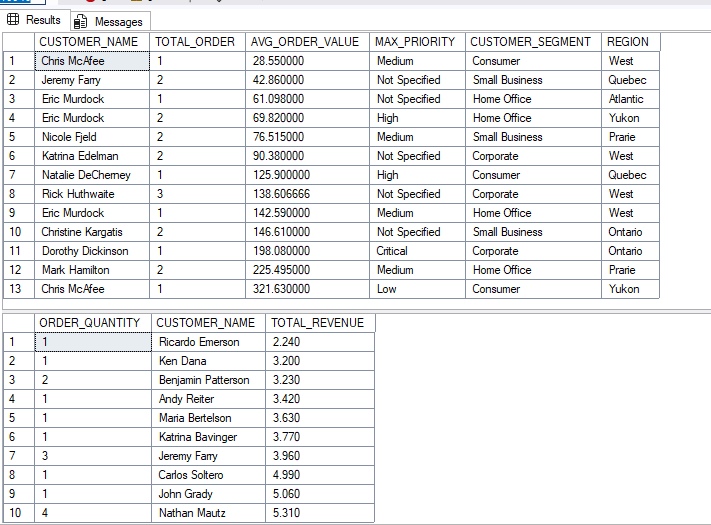 Results Messages
CUSTOMER_NAME TOTAL_ORDER AVG_ORDER_VALUE MAX_PRIORITY CUSTOMER_SEGMENT REGION
1 Chris McAfee 1 28.550000 Medium Consumer West
2 Jeremy Farry 2 42.860000 Not Specified Small Business Quebec
3 Eric Murdock 1 61.098000 Not Specified Home Office Atlantic
4 Eric Murdock 2 69.820000 High Home Office Yukon
5 Nicole Fjeld 2 76.515000 Medium Small Business Prarie
6 Katrina Edelman 2 90.380000 Not Specified Corporate West
7 Natalie DeCherney 1 125.900000 High Consumer Quebec
8 Rick Huthwaite 3 138.606666 Not Specified Corporate West
9 Eric Murdock 1 142.590000 Medium Home Office West
10 Christine Kargatis 2 146.610000 Not Specified Small Business Ontario
11 Dorothy Dickinson 1 198.080000 Critical Corporate Ontario
12 Mark Hamilton 2 225.495000 Medium Home Office Prarie
13 Chris McAfee 1 321.630000 Low Consumer Yukon
ORDER_QUANTITY CUSTOMER_NAME TOTAL_REVENUE
1 1 Ricardo Emerson 2.240
2 1 Ken Dana 3.200
3 2 Benjamin Patterson 3.230
4 1 Andy Reiter 3.420
5 1 Maria Bertelson 3.630
6 1 Katrina Bavinger 3.770
7 3 Jeremy Farry 3.960
8 1 Carlos Soltero 4.990
9 1 John Grady 5.060
10 4 Nathan Mautz 5.310